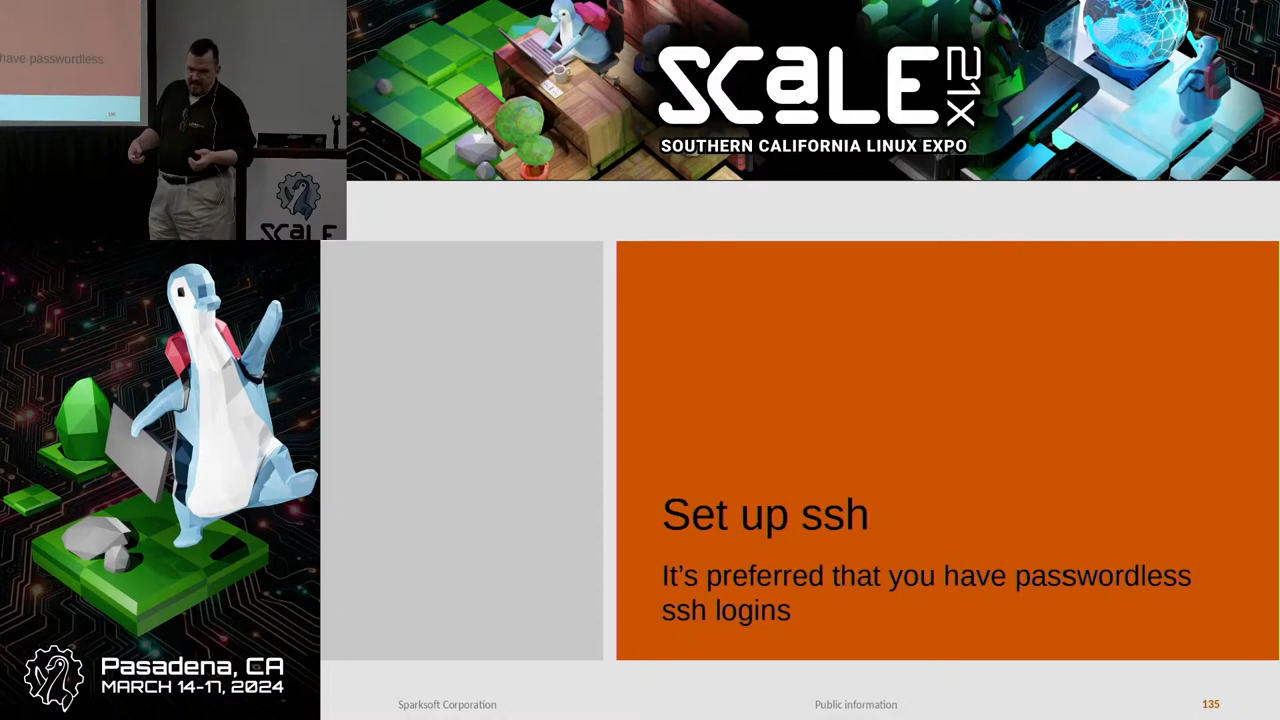 have passwordless
SCALE
21X
SOUTHERN CALIFORNIA LINUX EXPO
SCALE
Set up ssh
It’s preferred that you have passwordless
ssh logins
Pasadena, CA
MARCH 14-17, 2024
Sparksoft Corporation
Public information
135